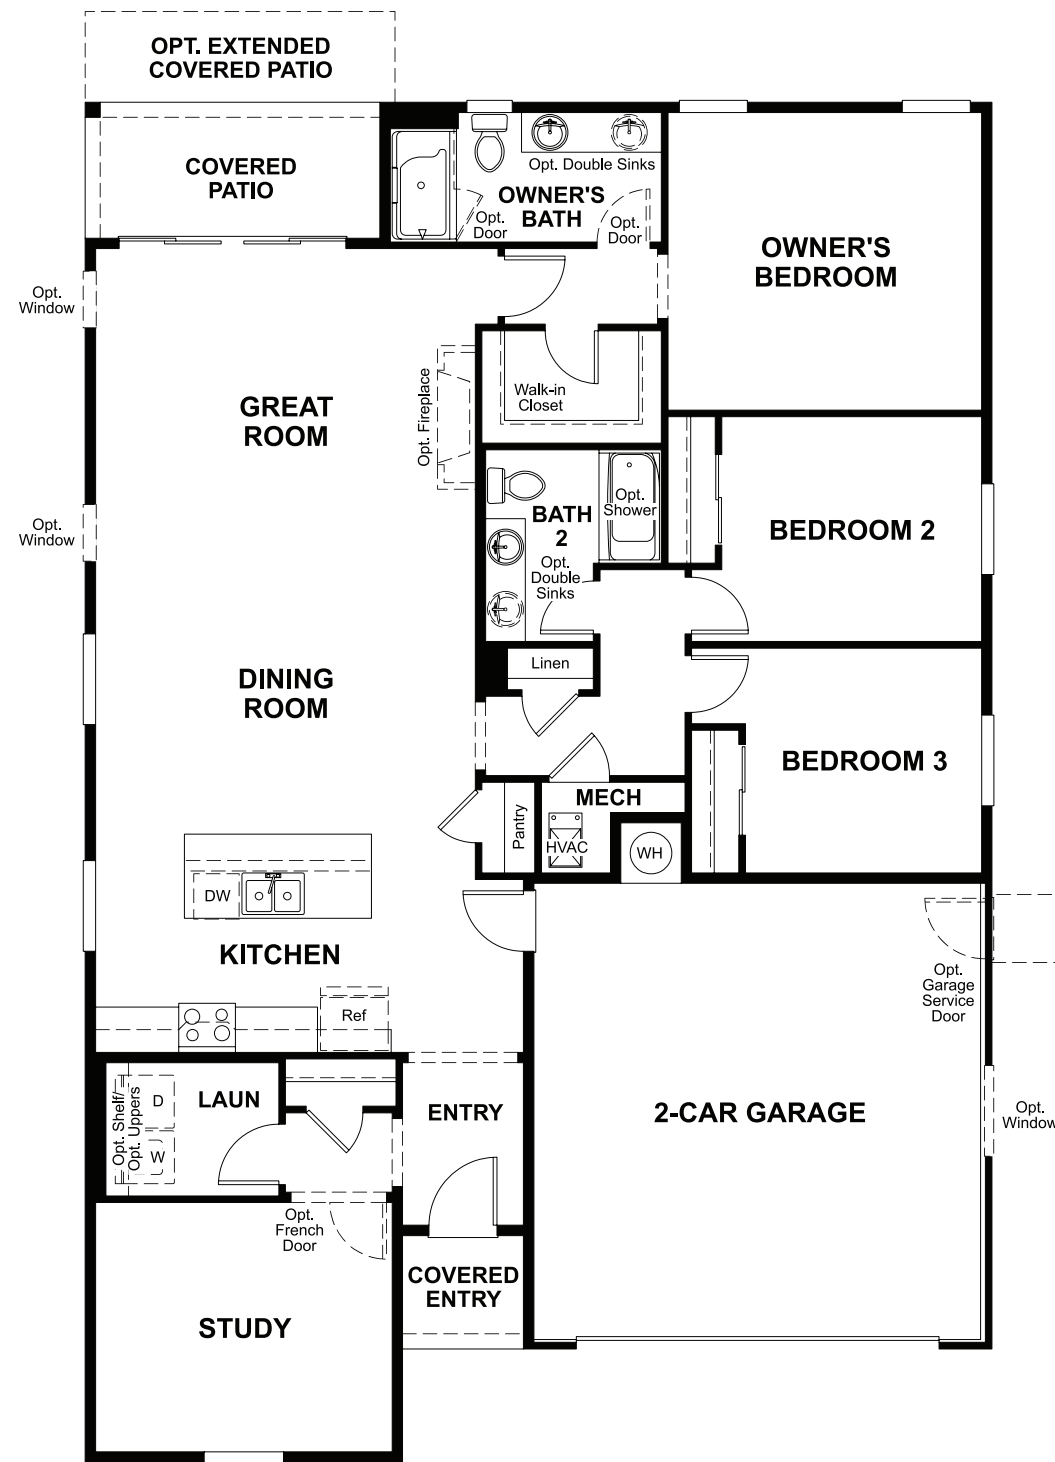 OPT. EXTENDED
COVERED PATIO
COVERED
PATIO
Opt. Double Sinks
OWNER'S
BATH
Opt.
Door
Opt.
Door
OWNER'S
BEDROOM
Opt.
Window
GREAT
ROOM
Opt. Fireplace
Walk-in
Closet
Opt.
Window
BATH
2
Opt.
Shower
Opt.
Double
Sinks
BEDROOM 2
Linen
DINING
ROOM
BEDROOM 3
MECH
Pantry
HVAC
WH
DW
KITCHEN
Ref
Opt.
Garage
Service
Door
Opt. Shelf/
Opt. Uppers
D
W
LAUN
ENTRY
2-CAR GARAGE
Opt.
Window
Opt.
French
Door
COVERED
ENTRY
STUDY